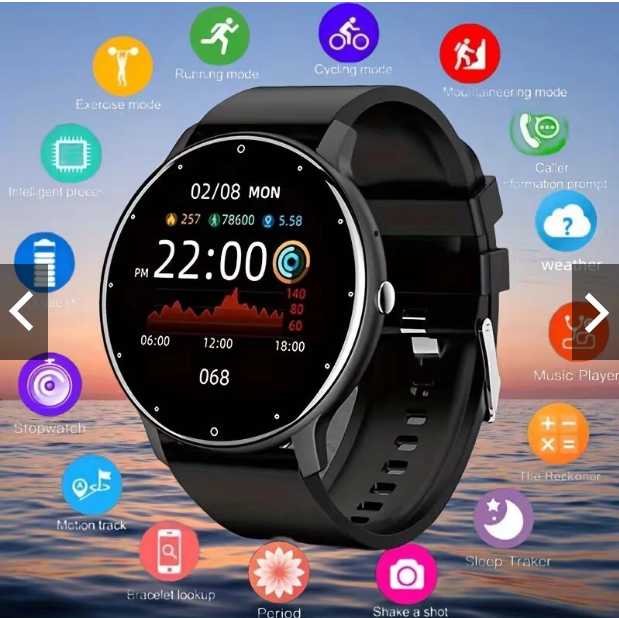 Running mode
Cycling mode
Exercise mode
Mountaineering mode
Caller
information prompt
Intelligent proces
weather
02/08 MON
257 78600 5.58
PM 22:00
140
80
60
06:00 12:00 18:00
068
Music Player
Stopwatch
The Reckoner
Motion track
Sleep Traker
Bracelet lookup
Period
Shake a shot